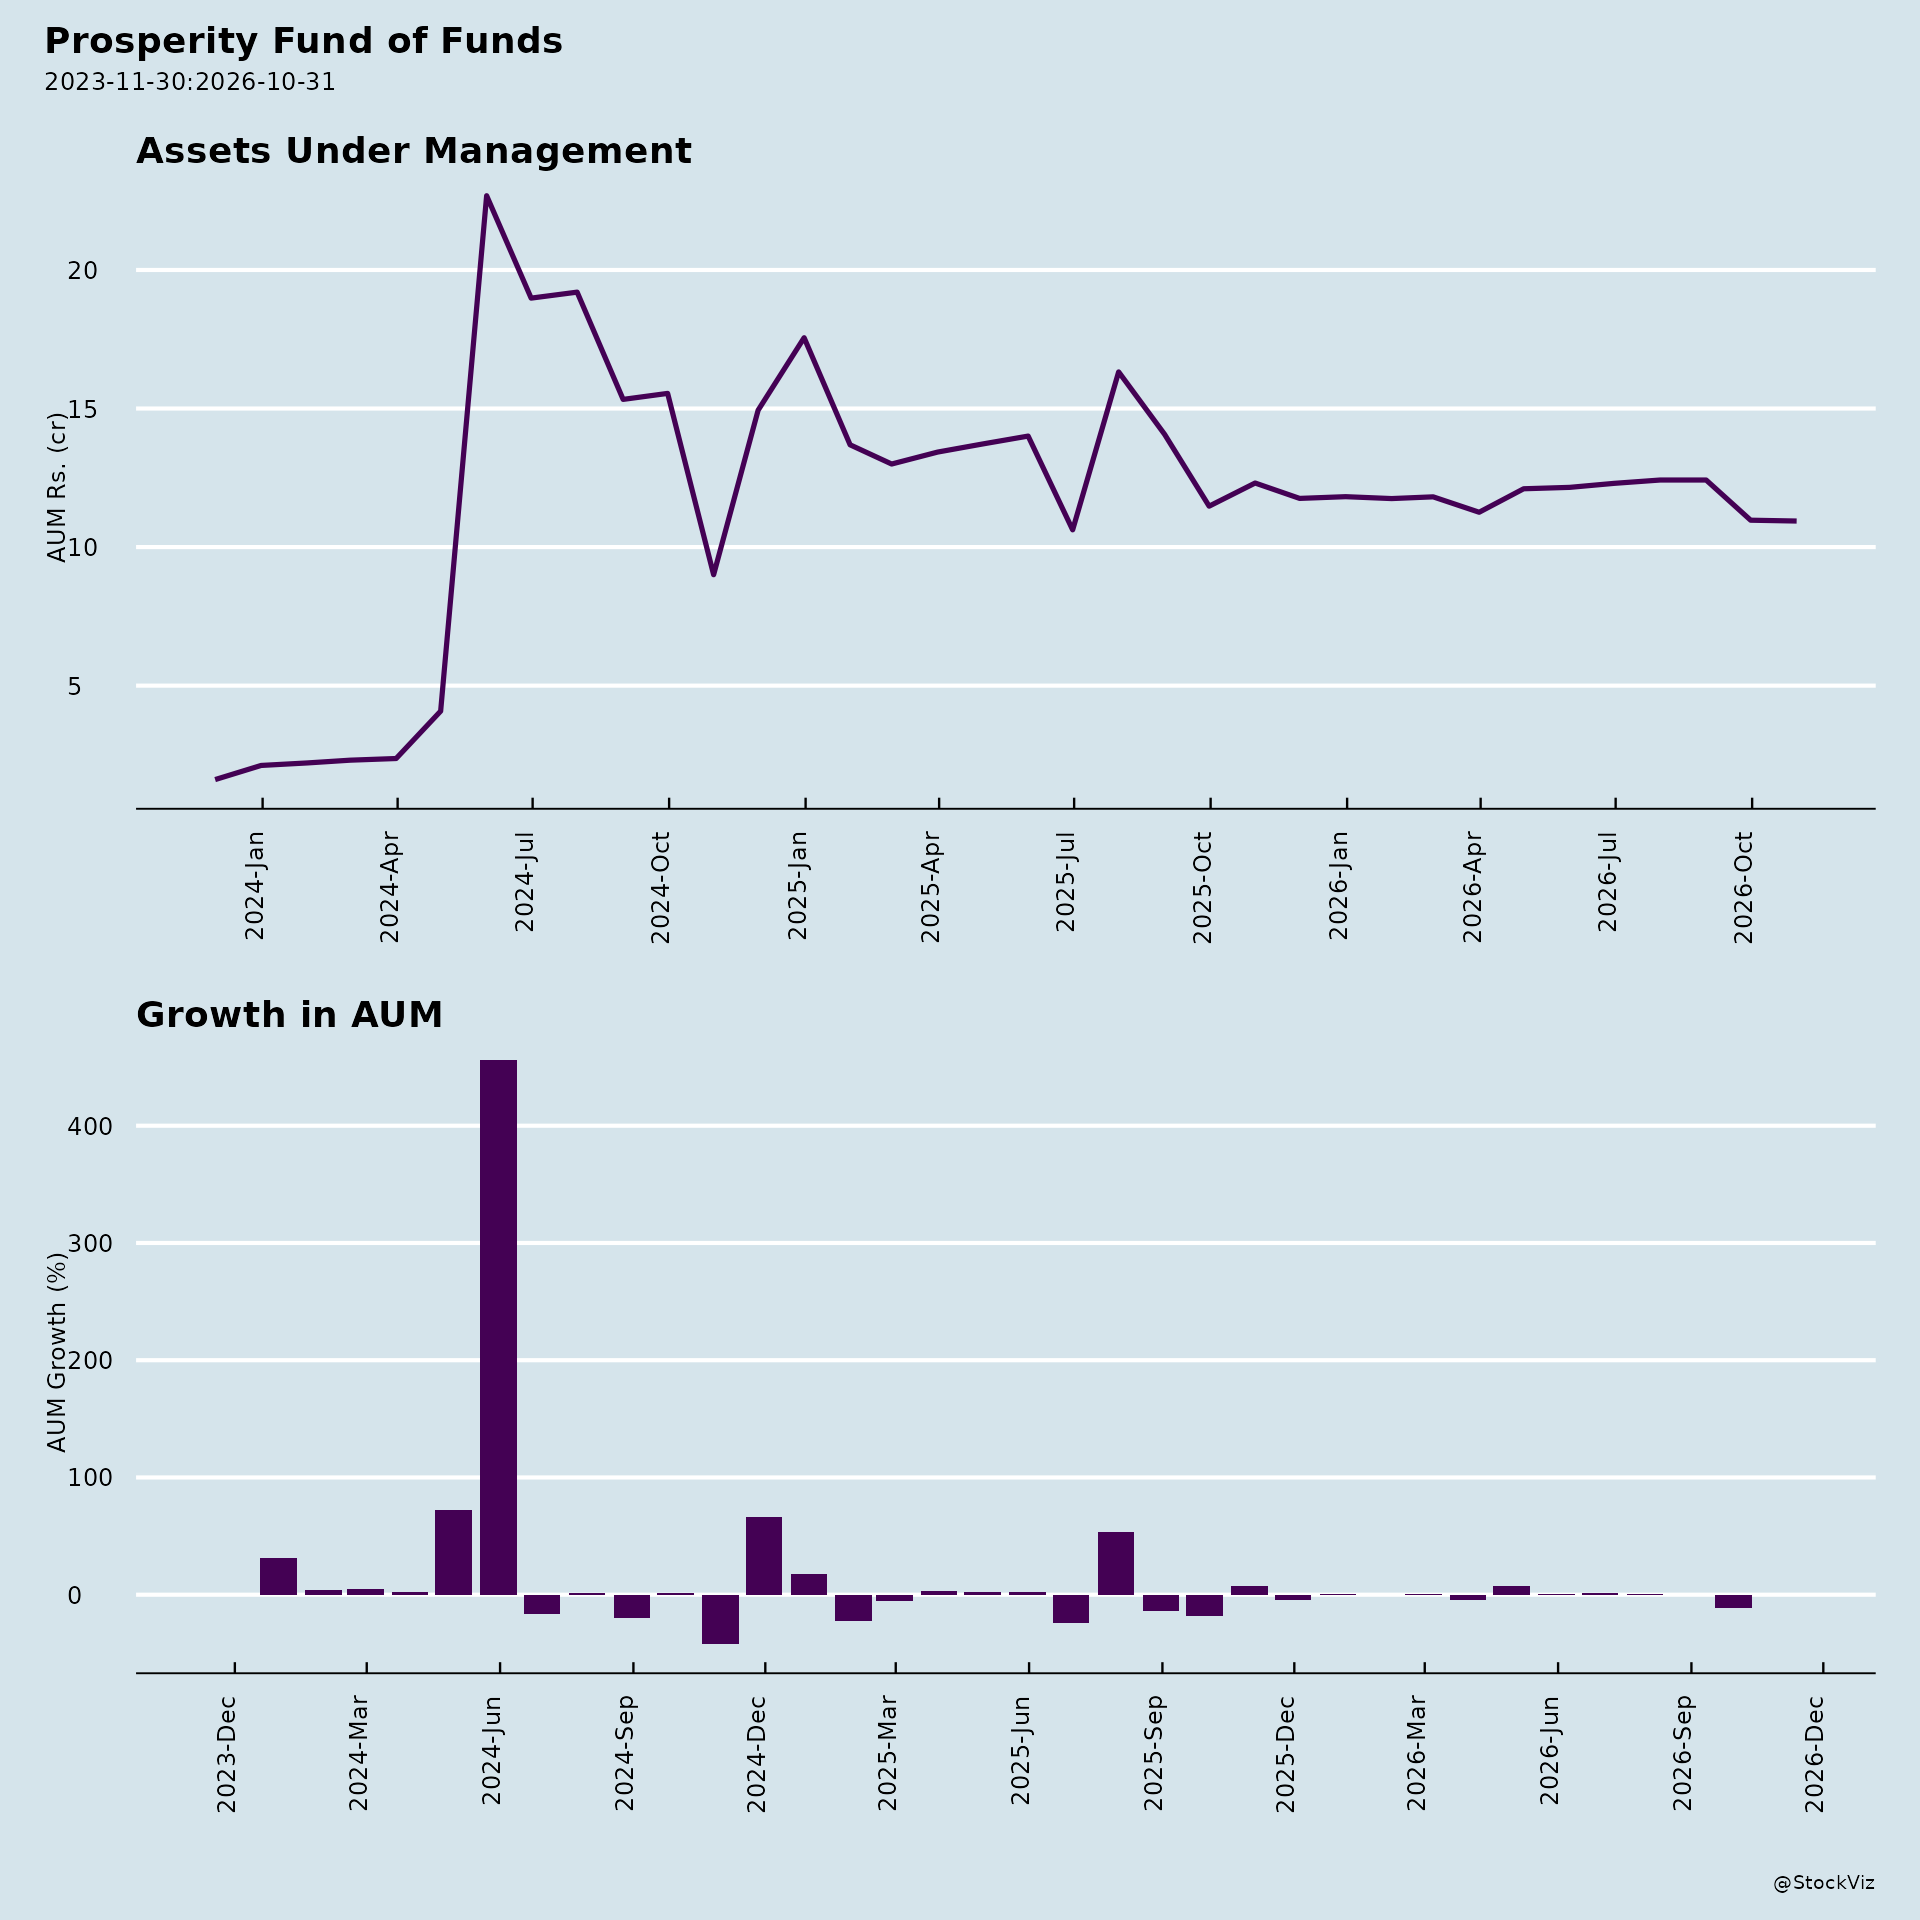 Prosperity Fund of Funds
2023-11-30:2026-10-31
Assets Under Management
AUM Rs. (cr)
20
15
10
5
2024-Jan
2024-Apr
2024-Jul
2024-Oct
2025-Jan
2025-Apr
2025-Jul
2025-Oct
2026-Jan
2026-Apr
2026-Jul
2026-Oct
Growth in AUM
AUM Growth (%)
400
300
200
100
0
2023-Dec
2024-Mar
2024-Jun
2024-Sep
2024-Dec
2025-Mar
2025-Jun
2025-Sep
2025-Dec
2026-Mar
2026-Jun
2026-Sep
2026-Dec
@StockViz